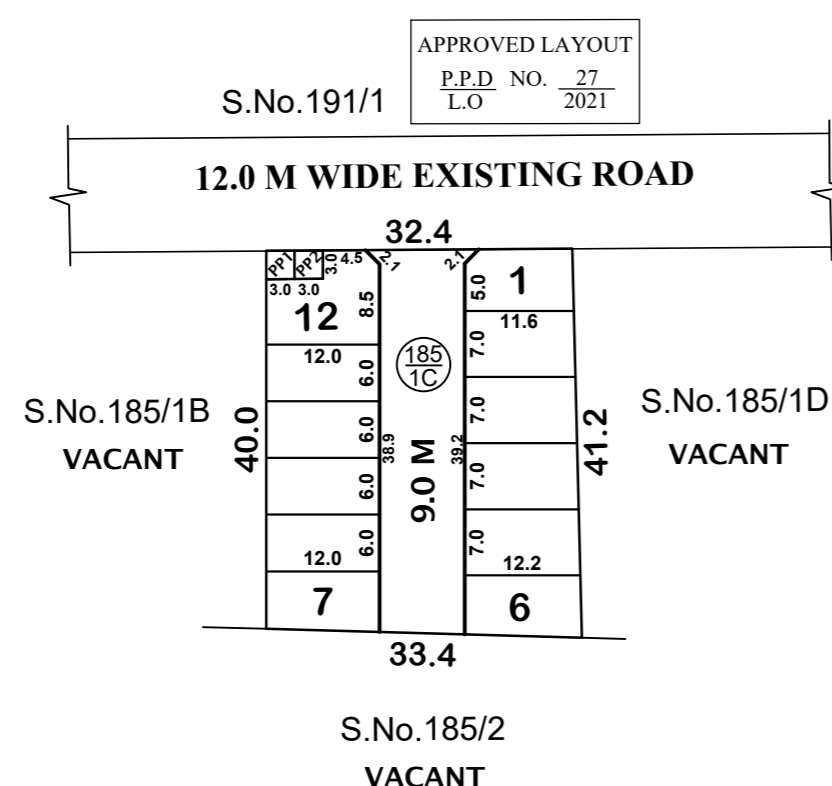 APPROVED LAYOUT
P.P.D NO. 27
L.O 2021
S.No.191/1
12.0 M WIDE EXISTING ROAD
32.4
PP1 PP2 3.0 4.5 2.1 2.1
3.0 3.0
12
8.5
5.0
1
11.6
12.0
6.0
7.0
185
1C
S.No.185/1B
VACANT
40.0
6.0
38.9
9.0 M
39.2
7.0
41.2
S.No.185/1D
VACANT
6.0
7.0
12.0
6.0
7.0
12.2
7
6
33.4
S.No.185/2
VACANT